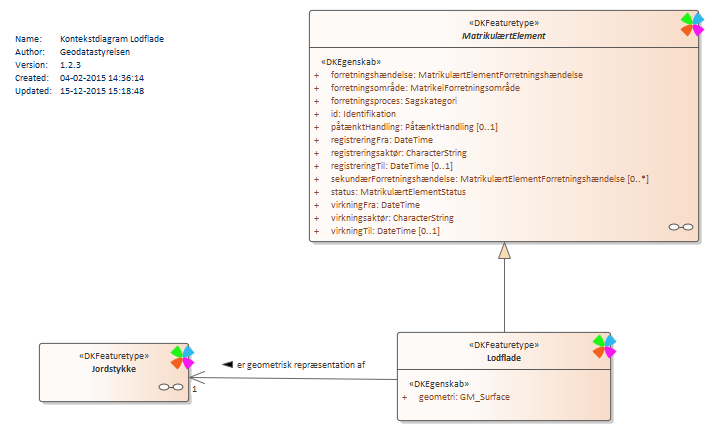 Name: Kontekstdiagram Lodflade
Author: Geodatastyrelsen
Version: 1.2.3
Created: 04-02-2015 14:36:14
Updated: 15-12-2015 15:18:48
«DKFeaturetype»
MatrikulærtElement
«DKEgenskab»
+ forretningshændelse: MatrikulærtElementForretningshændelse
+ forretningsområde: MatrikelForretningsområde
+ forretningsproces: Sagskategori
+ id: Identifikation
+ påtænktHandling: PåtænktHandling [0..1]
+ registreringFra: DateTime
+ registreringsaktør: CharacterString
+ registreringTil: DateTime [0..1]
+ sekundærForretningshændelse: MatrikulærtElementForretningshændelse [0..*]
+ status: MatrikulærtElementStatus
+ virkningFra: DateTime
+ virkningsaktør: CharacterString
+ virkningTil: DateTime [0..1]
«DKFeaturetype»
Jordstykke
er geometrisk repræsentation af
1
«DKFeaturetype»
Lodflade
«DKEgenskab»
+ geometri: GM_Surface